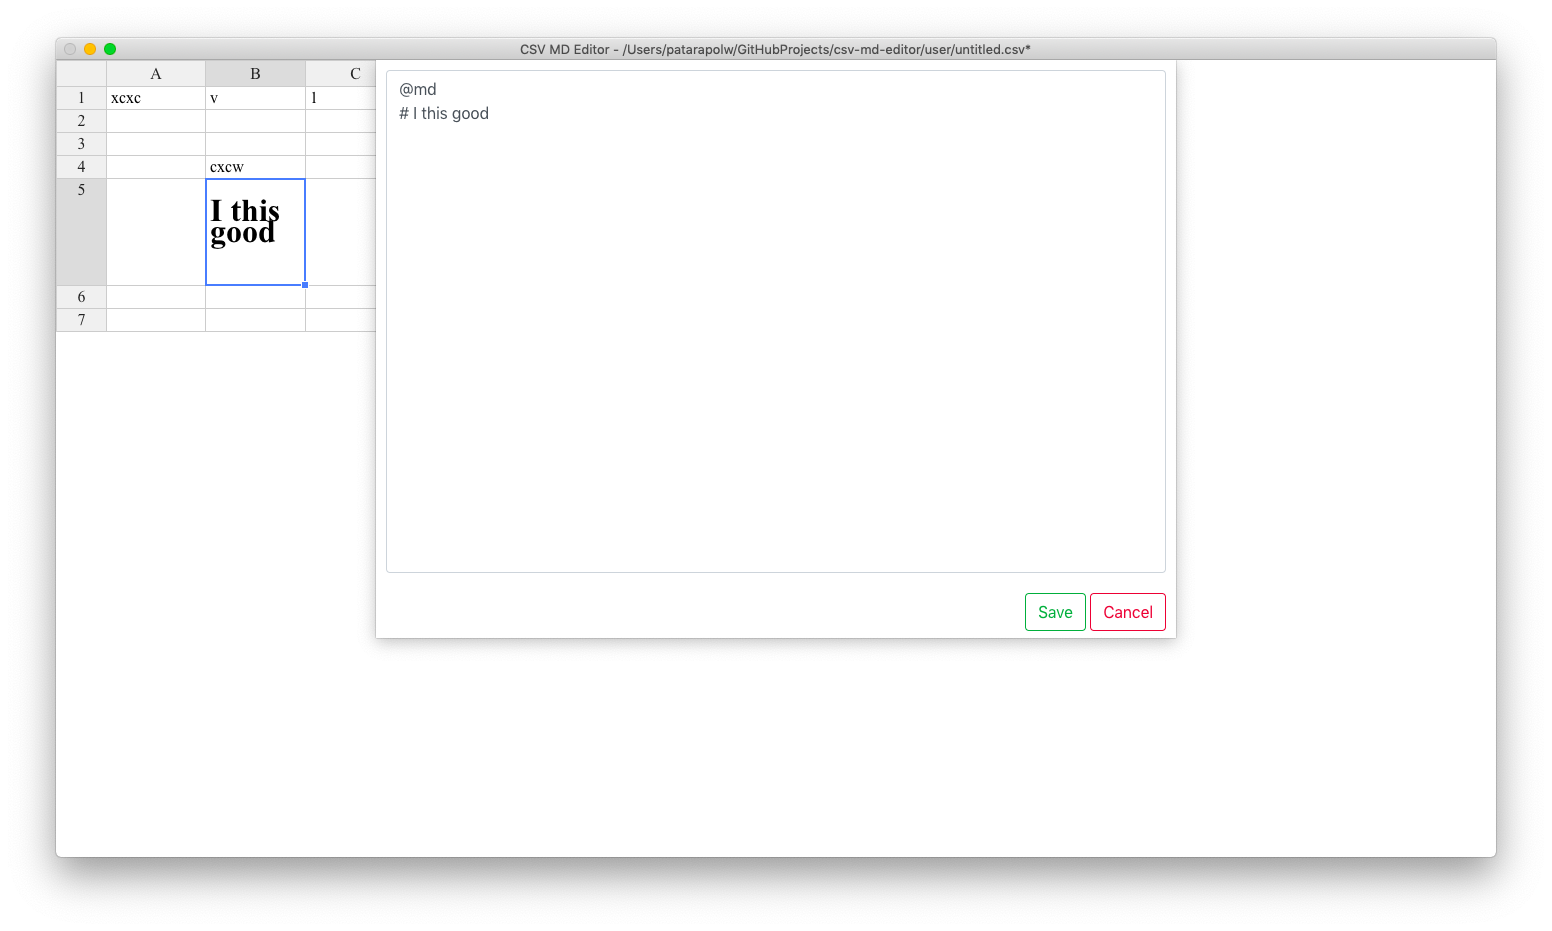 CSV MD Editor - /Users/patarapolw/GitHubProjects/csv-md-editor/user/untitled.csv*
A B C
1 xcxc v l
2
3
4 cxcw
5 I this
good
6
7
@md
# I this good
Save Cancel